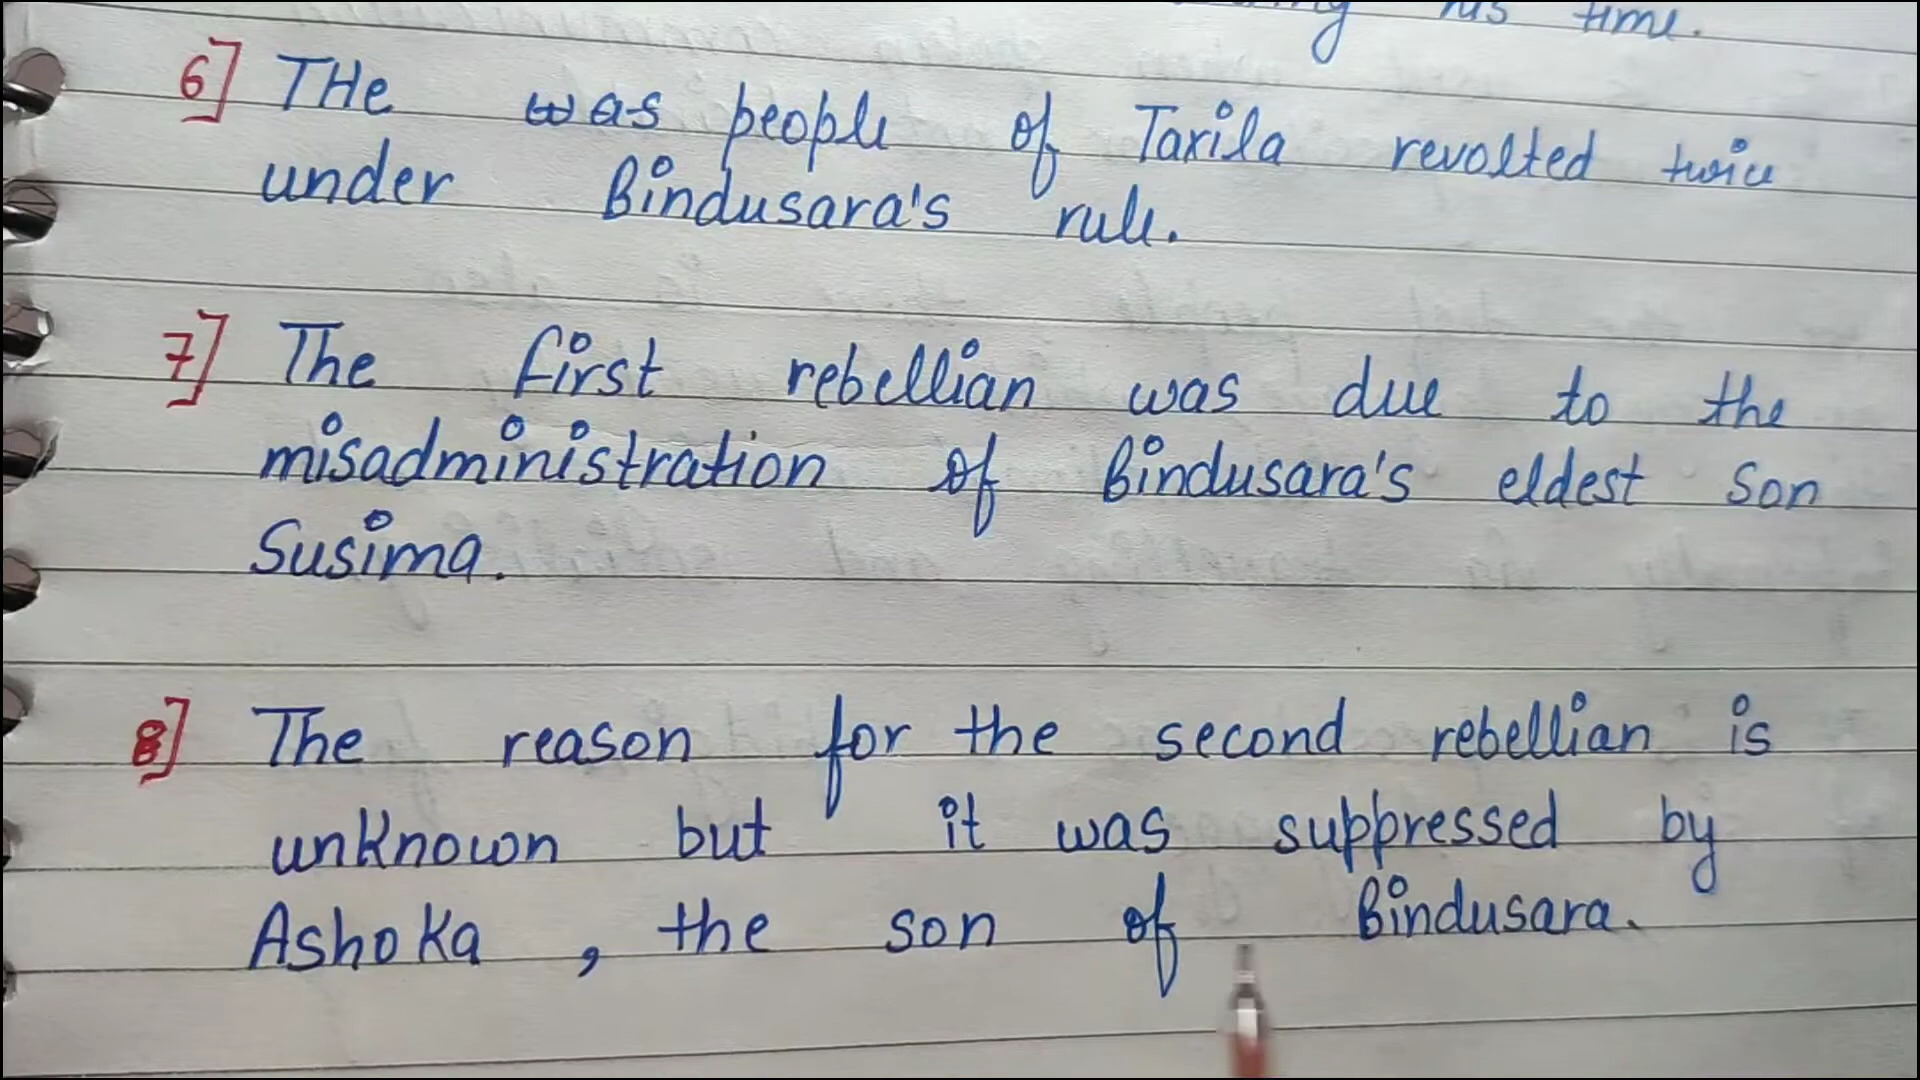 his time.
6] THe was people of Taxila revolted twice
under Bindusara's rule.
7] The first rebellian was due to the
misadministration of Bindusara's eldest son
Susima.
8] The reason for the second rebellian is
unknown but it was suppressed by
Ashoka, the son of Bindusara.